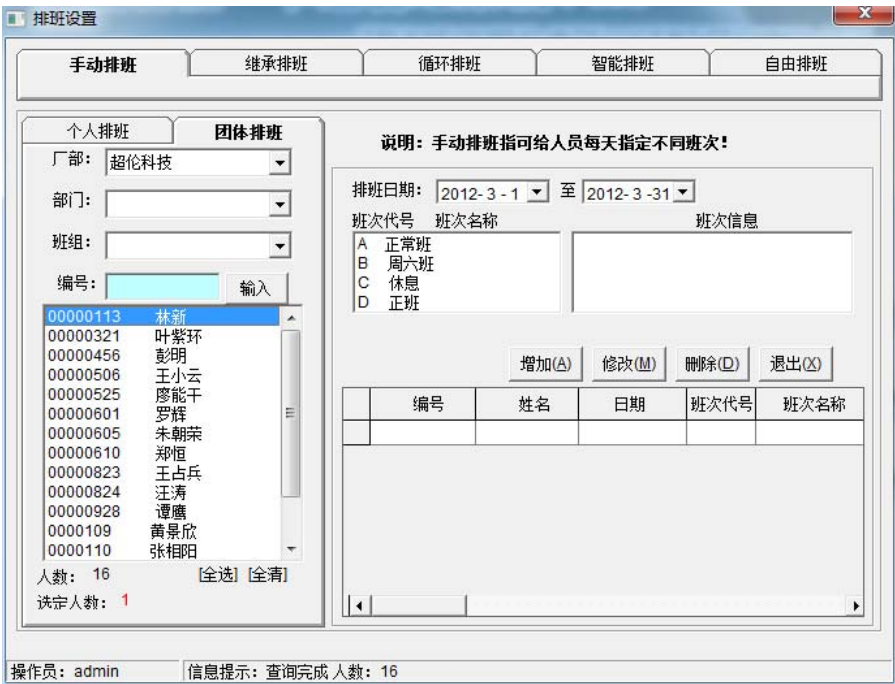 排班设置
手动排班 继承排班 循环排班 智能排班 自由排班
个人排班 团体排班
厂部: 超伦科技
部门:
班组:
编号: 输入
00000113 林新
00000321 叶紫环
00000456 彭明
00000506 王小云
00000525 廖能干
00000601 罗辉
00000605 朱朝荣
00000610 郑恒
00000823 王占兵
00000824 汪涛
00000928 谭鹰
0000109 黄景欣
0000110 张相阳
人数: 16 [全选] [全清]
选定人数: 1
说明: 手动排班指可给人员每天指定不同班次!
排班日期: 2012- 3 - 1 至 2012- 3 -31
班次代号 班次名称 班次信息
A 正常班
B 周六班
C 休息
D 正班
增加(A) 修改(M) 删除(D) 退出(X)
编号 姓名 日期 班次代号 班次名称
操作员: admin 信息提示: 查询完成 人数: 16